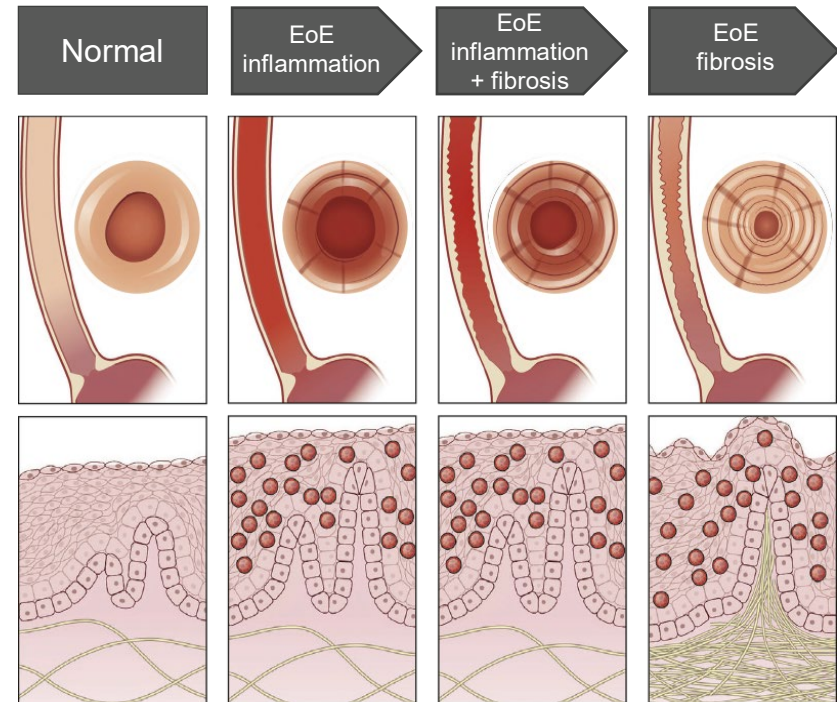 Normal
EoE
inflammation
EoE
inflammation
+ fibrosis
EoE
fibrosis